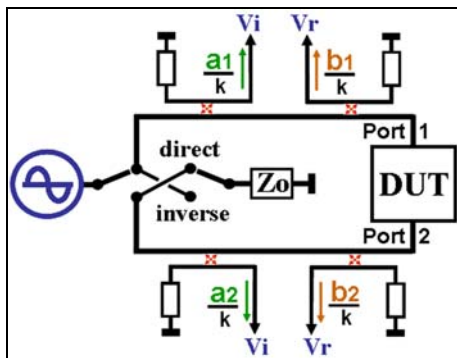 Vi Vr
a1 b1
k k
Port 1
direct
Zo DUT
inverse
Port 2
a2 b2
k k
Vi Vr